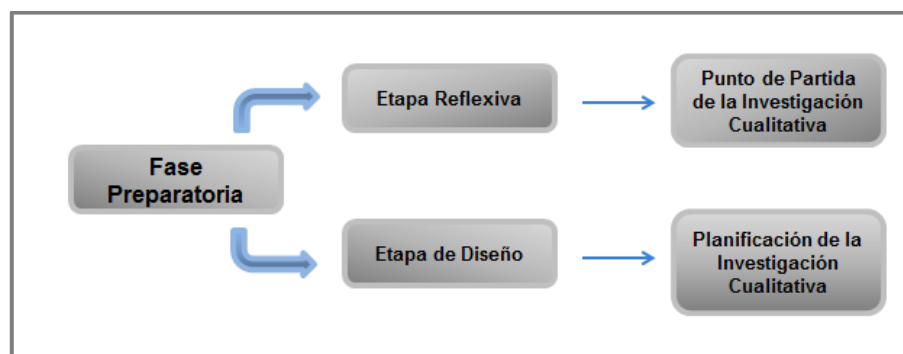 Fase
Preparatoria
Etapa Reflexiva
Punto de Partida
de la Investigación
Cualitativa
Etapa de Diseño
Planificación de la
Investigación
Cualitativa